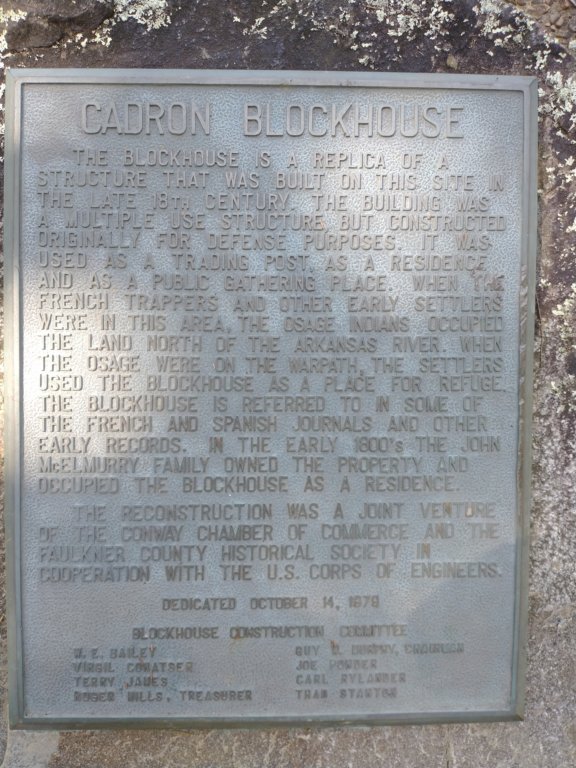 CADRON BLOCKHOUSE
THE BLOCKHOUSE IS A REPLICA OF A
STRUCTURE THAT WAS BUILT ON THIS SITE IN
THE LATE 18TH CENTURY. THE BUILDING WAS
A MULTIPLE USE STRUCTURE BUT CONSTRUCTED
ORIGINALLY FOR DEFENSE PURPOSES. IT WAS
USED AS A TRADING POST, AS A RESIDENCE
AND AS A PUBLIC GATHERING PLACE. WHEN THE
FRENCH TRAPPERS AND OTHER EARLY SETTLERS
WERE IN THIS AREA, THE OSAGE INDIANS OCCUPIED
THE LAND NORTH OF THE ARKANSAS RIVER. WHEN
THE OSAGE WERE ON THE WARPATH, THE SETTLERS
USED THE BLOCKHOUSE AS A PLACE FOR REFUGE.
THE BLOCKHOUSE IS REFERRED TO IN SOME OF
THE FRENCH AND SPANISH JOURNALS AND OTHER
EARLY RECORDS. IN THE EARLY 1800's THE JOHN
McELMURRY FAMILY OWNED THE PROPERTY AND
OCCUPIED THE BLOCKHOUSE AS A RESIDENCE.
THE RECONSTRUCTION WAS A JOINT VENTURE
OF THE CONWAY CHAMBER OF COMMERCE AND THE
FAULKNER COUNTY HISTORICAL SOCIETY IN
COOPERATION WITH THE U.S. CORPS OF ENGINEERS.
DEDICATED OCTOBER 14,
BLOCKHOUSE CONSTRUCTION COMMITTEE
W. E. BAILEY GUY MURPHY, CHAIRMAN
VIRGIL COMATSER JOE PONDER
TERRY JAMES CARL RYLANDER
ROGER MILLS, TREASURER STANTON